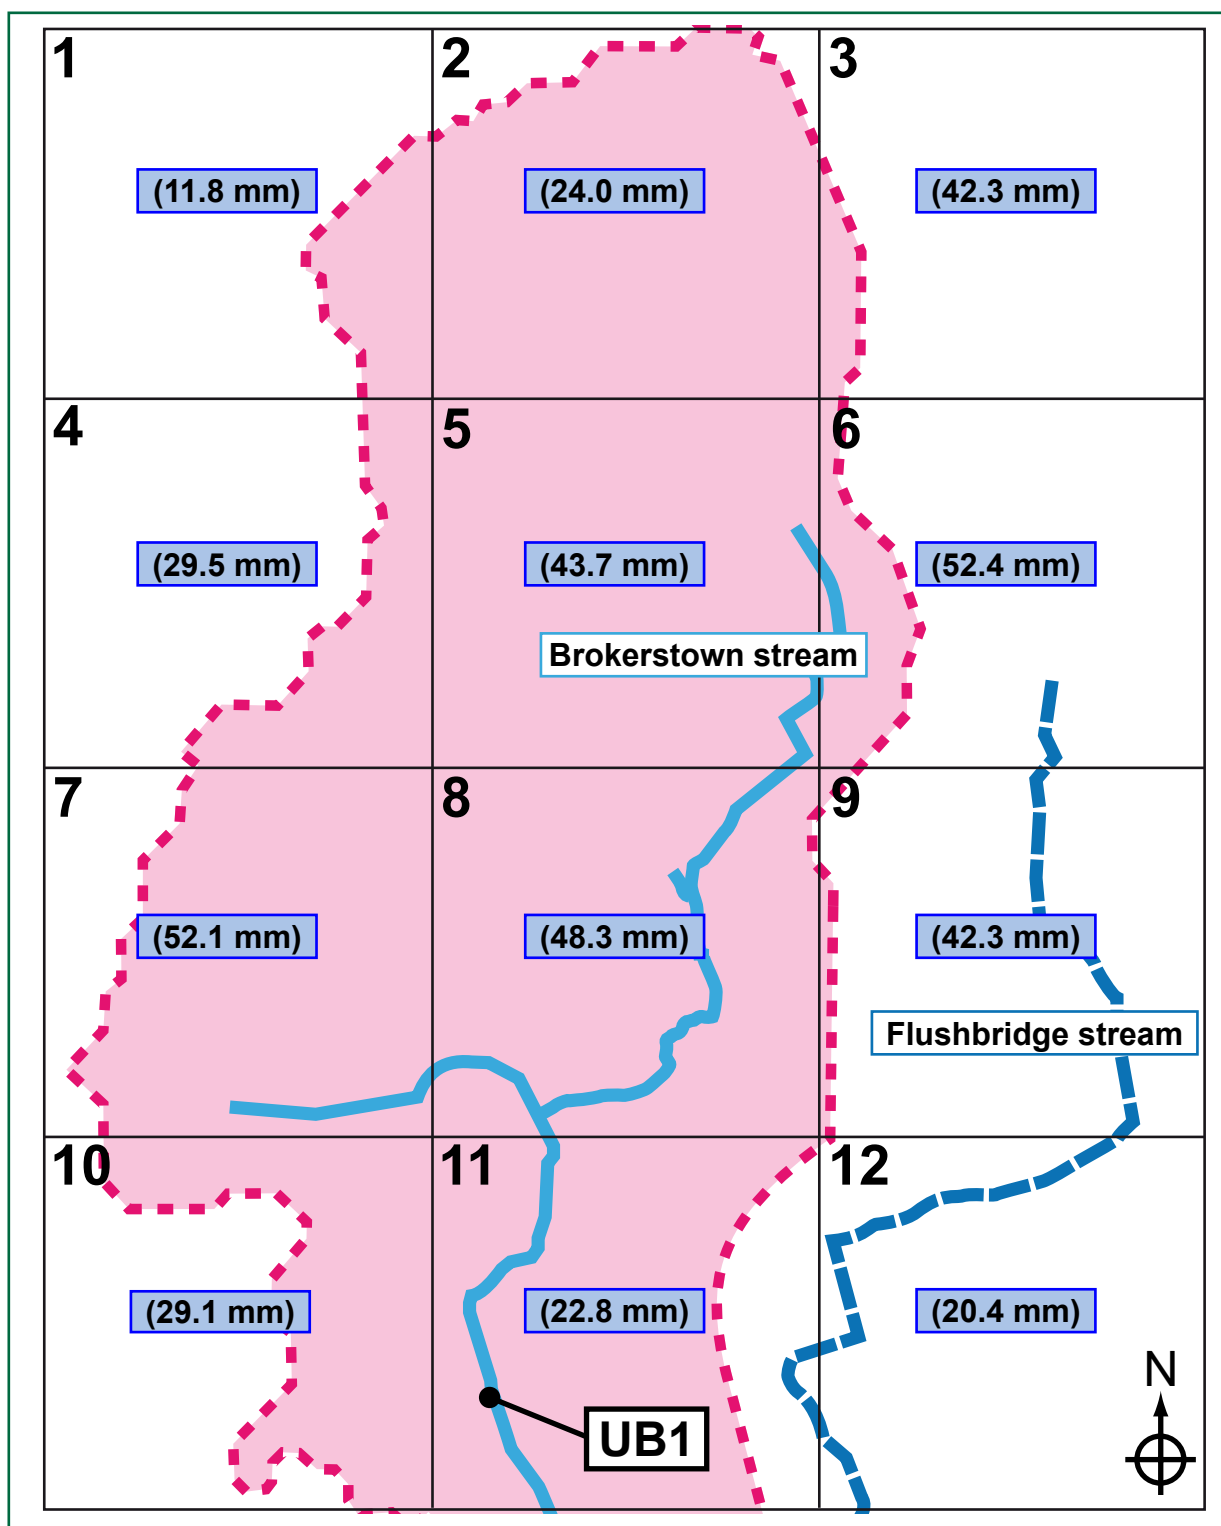 1
2
3
(11.8 mm)
(24.0 mm)
(42.3 mm)
4
5
6
(29.5 mm)
(43.7 mm)
(52.4 mm)
Brokerstown stream
7
8
9
(52.1 mm)
(48.3 mm)
(42.3 mm)
Flushbridge stream
10
11
12
(29.1 mm)
(22.8 mm)
(20.4 mm)
N
UB1